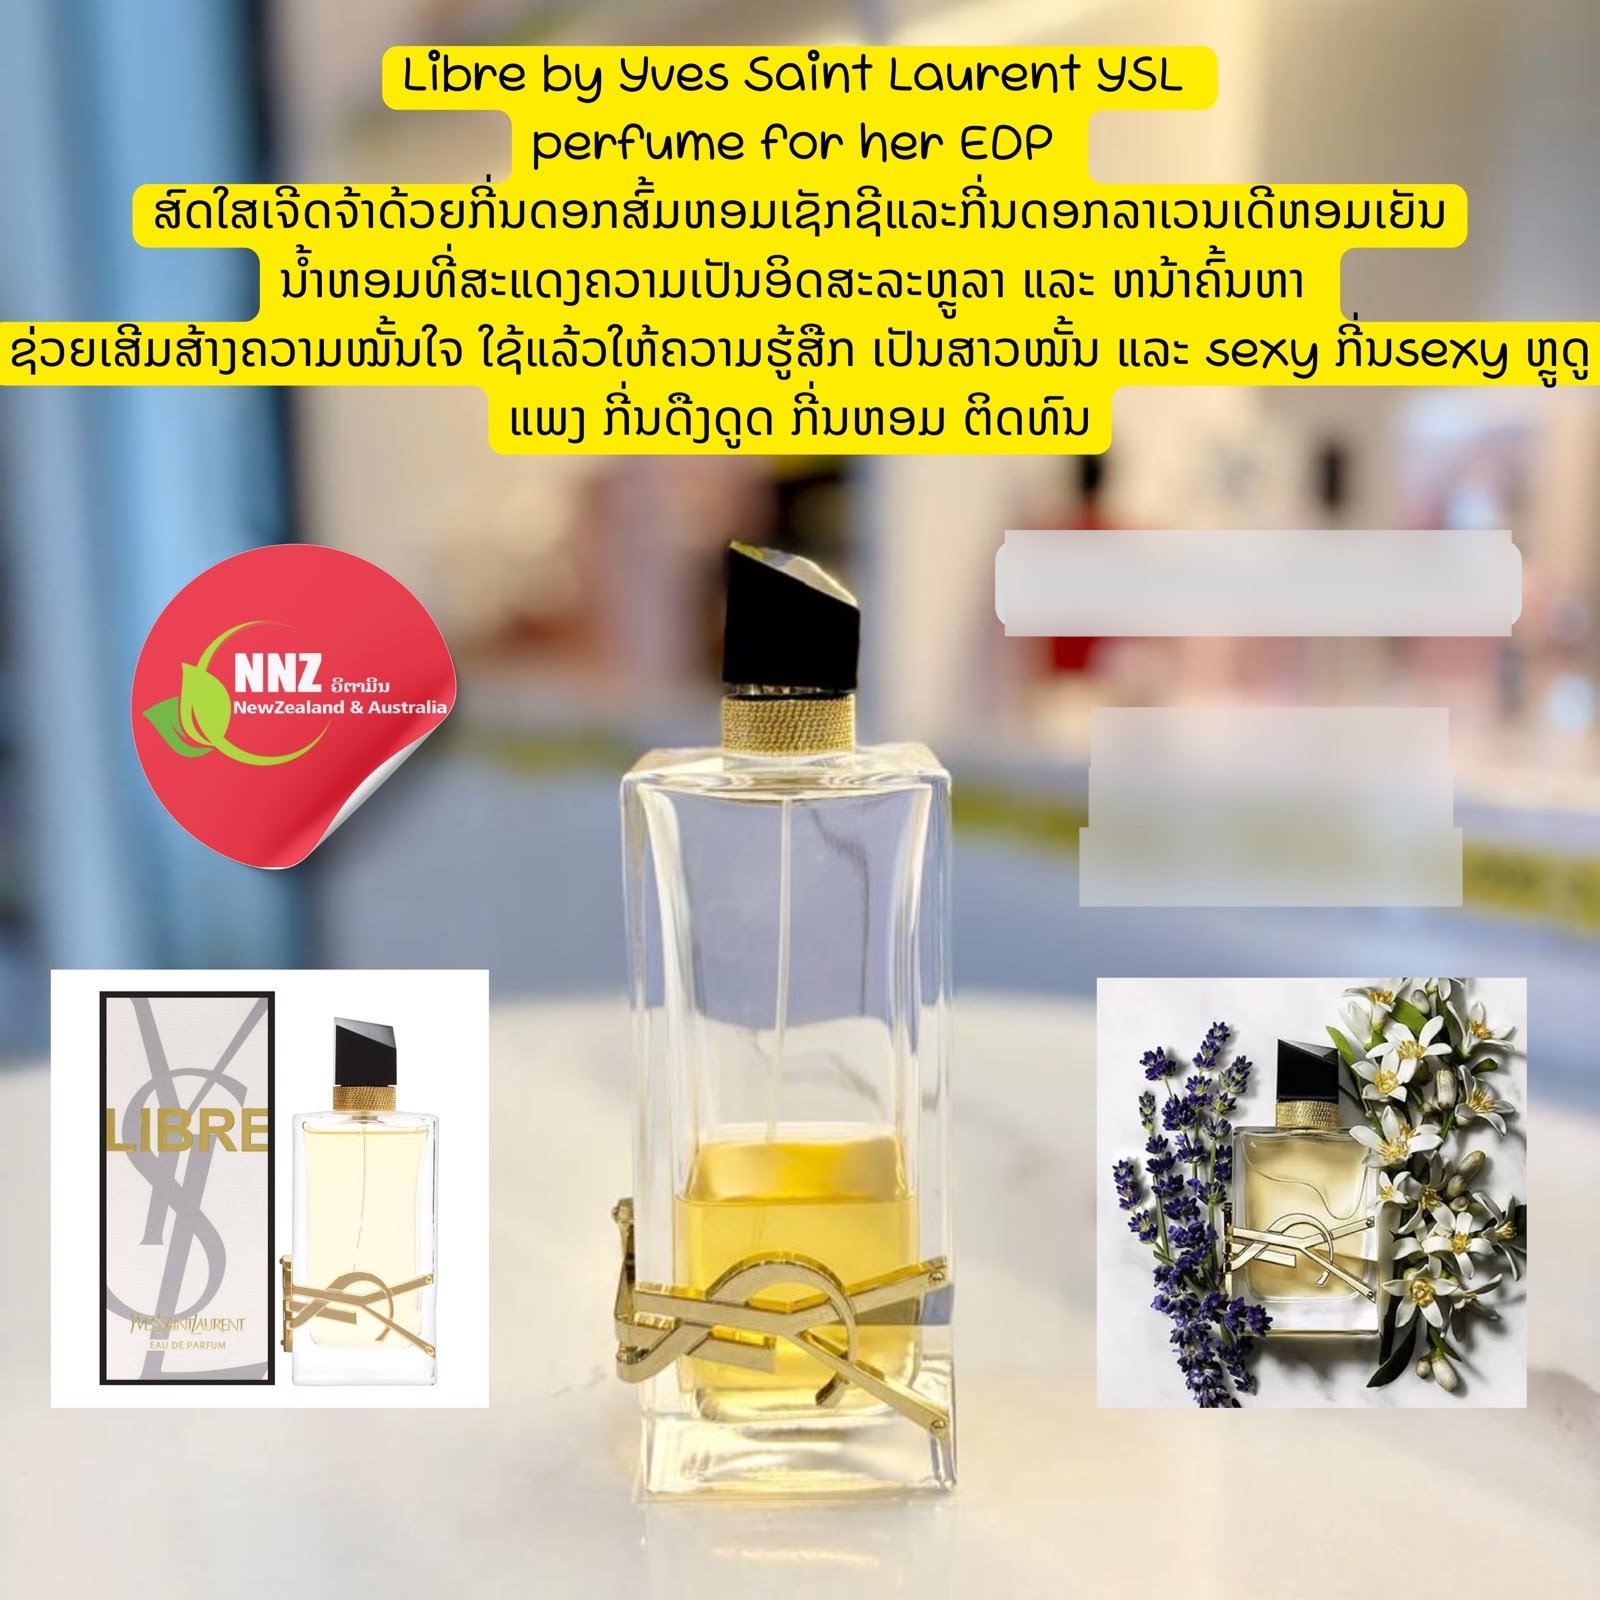 Libre by Yves Saint Laurent YSL
perfume for her EDP
ສົດໃສເຈີດຈ້າດ້ວຍກິ່ນດອກສົ້ມຫອມເຊັກຊີແລະກິ່ນດອກລາເວນເດີຫອມເຍັນ
ນ້ຳຫອມທີ່ສະແດງຄວາມເປັນອິດສະລະຫຼູລາ ແລະ ຫນ້າຄົ້ນຫາ
ຊ່ວຍເສີມສ້າງຄວາມໝັ້ນໃຈ ໃຊ້ແລ້ວໃຫ້ຄວາມຮູ້ສຶກ ເປັນສາວໝັ້ນ ແລະ sexy ກິ່ນsexy ຫຼູດູ
ແພງ ກິ່ນດຶງດູດ ກິ່ນຫອມ ຕິດທົນ
NNZ ວິຕາມິນ
NewZealand & Australia
LIBRE
YVESSAINTLAURENT
EAU DE PARFUM